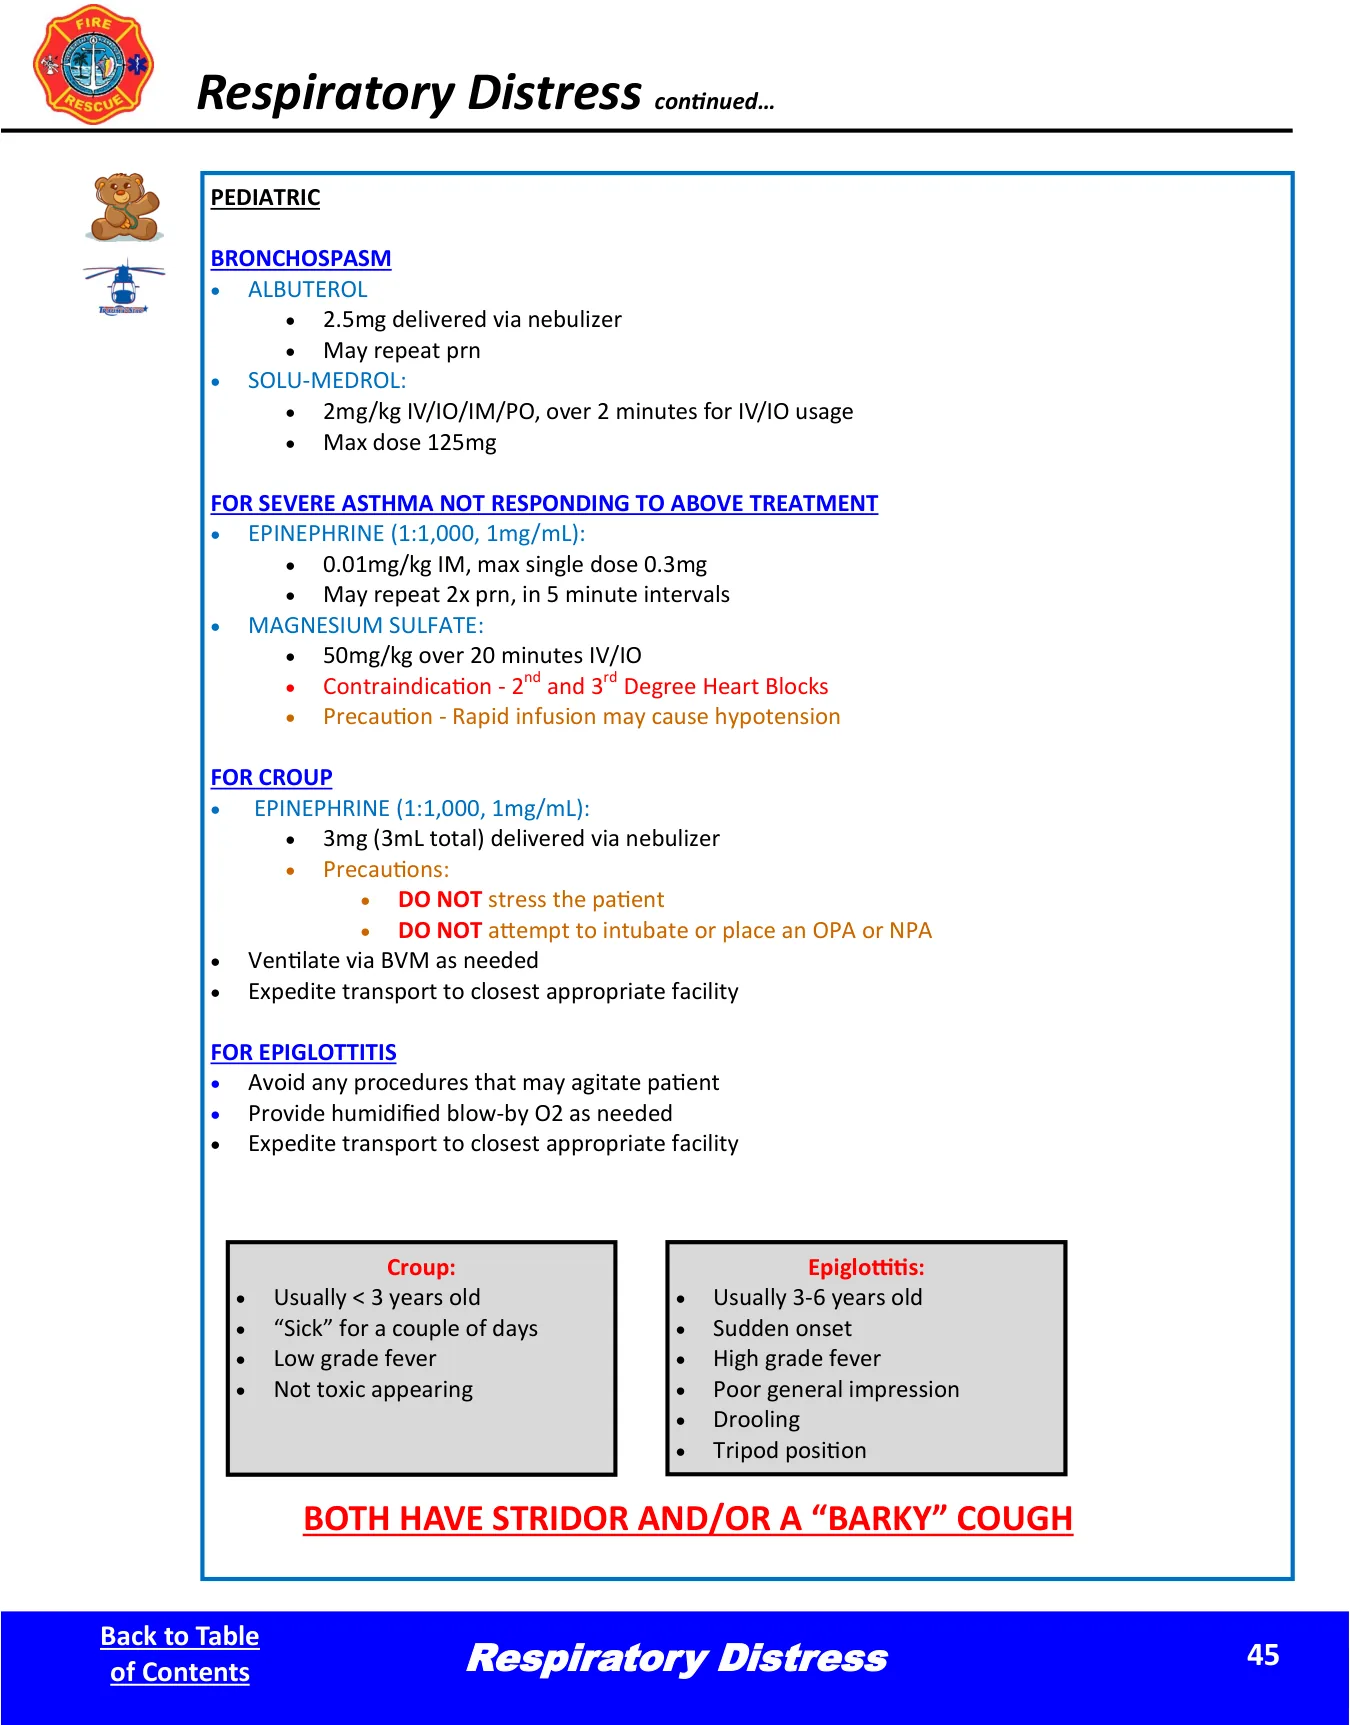 FIRE
RESCUE
Respiratory Distress continued...
PEDIATRIC
BRONCHOSPASM
• ALBUTEROL
• 2.5mg delivered via nebulizer
• May repeat prn
• SOLU-MEDROL:
• 2mg/kg IV/IO/IM/PO, over 2 minutes for IV/IO usage
• Max dose 125mg
FOR SEVERE ASTHMA NOT RESPONDING TO ABOVE TREATMENT
• EPINEPHRINE (1:1,000, 1mg/mL):
• 0.01mg/kg IM, max single dose 0.3mg
• May repeat 2x prn, in 5 minute intervals
• MAGNESIUM SULFATE:
• 50mg/kg over 20 minutes IV/IO
• Contraindication - 2nd and 3rd Degree Heart Blocks
• Precaution - Rapid infusion may cause hypotension
FOR CROUP
• EPINEPHRINE (1:1,000, 1mg/mL):
• 3mg (3mL total) delivered via nebulizer
• Precautions:
• DO NOT stress the patient
• DO NOT attempt to intubate or place an OPA or NPA
• Ventilate via BVM as needed
• Expedite transport to closest appropriate facility
FOR EPIGLOTTITIS
• Avoid any procedures that may agitate patient
• Provide humidified blow-by O2 as needed
• Expedite transport to closest appropriate facility
Croup:
• Usually < 3 years old
• “Sick” for a couple of days
• Low grade fever
• Not toxic appearing
Epiglottitis:
• Usually 3-6 years old
• Sudden onset
• High grade fever
• Poor general impression
• Drooling
• Tripod position
BOTH HAVE STRIDOR AND/OR A “BARKY” COUGH
Back to Table
of Contents
Respiratory Distress
45